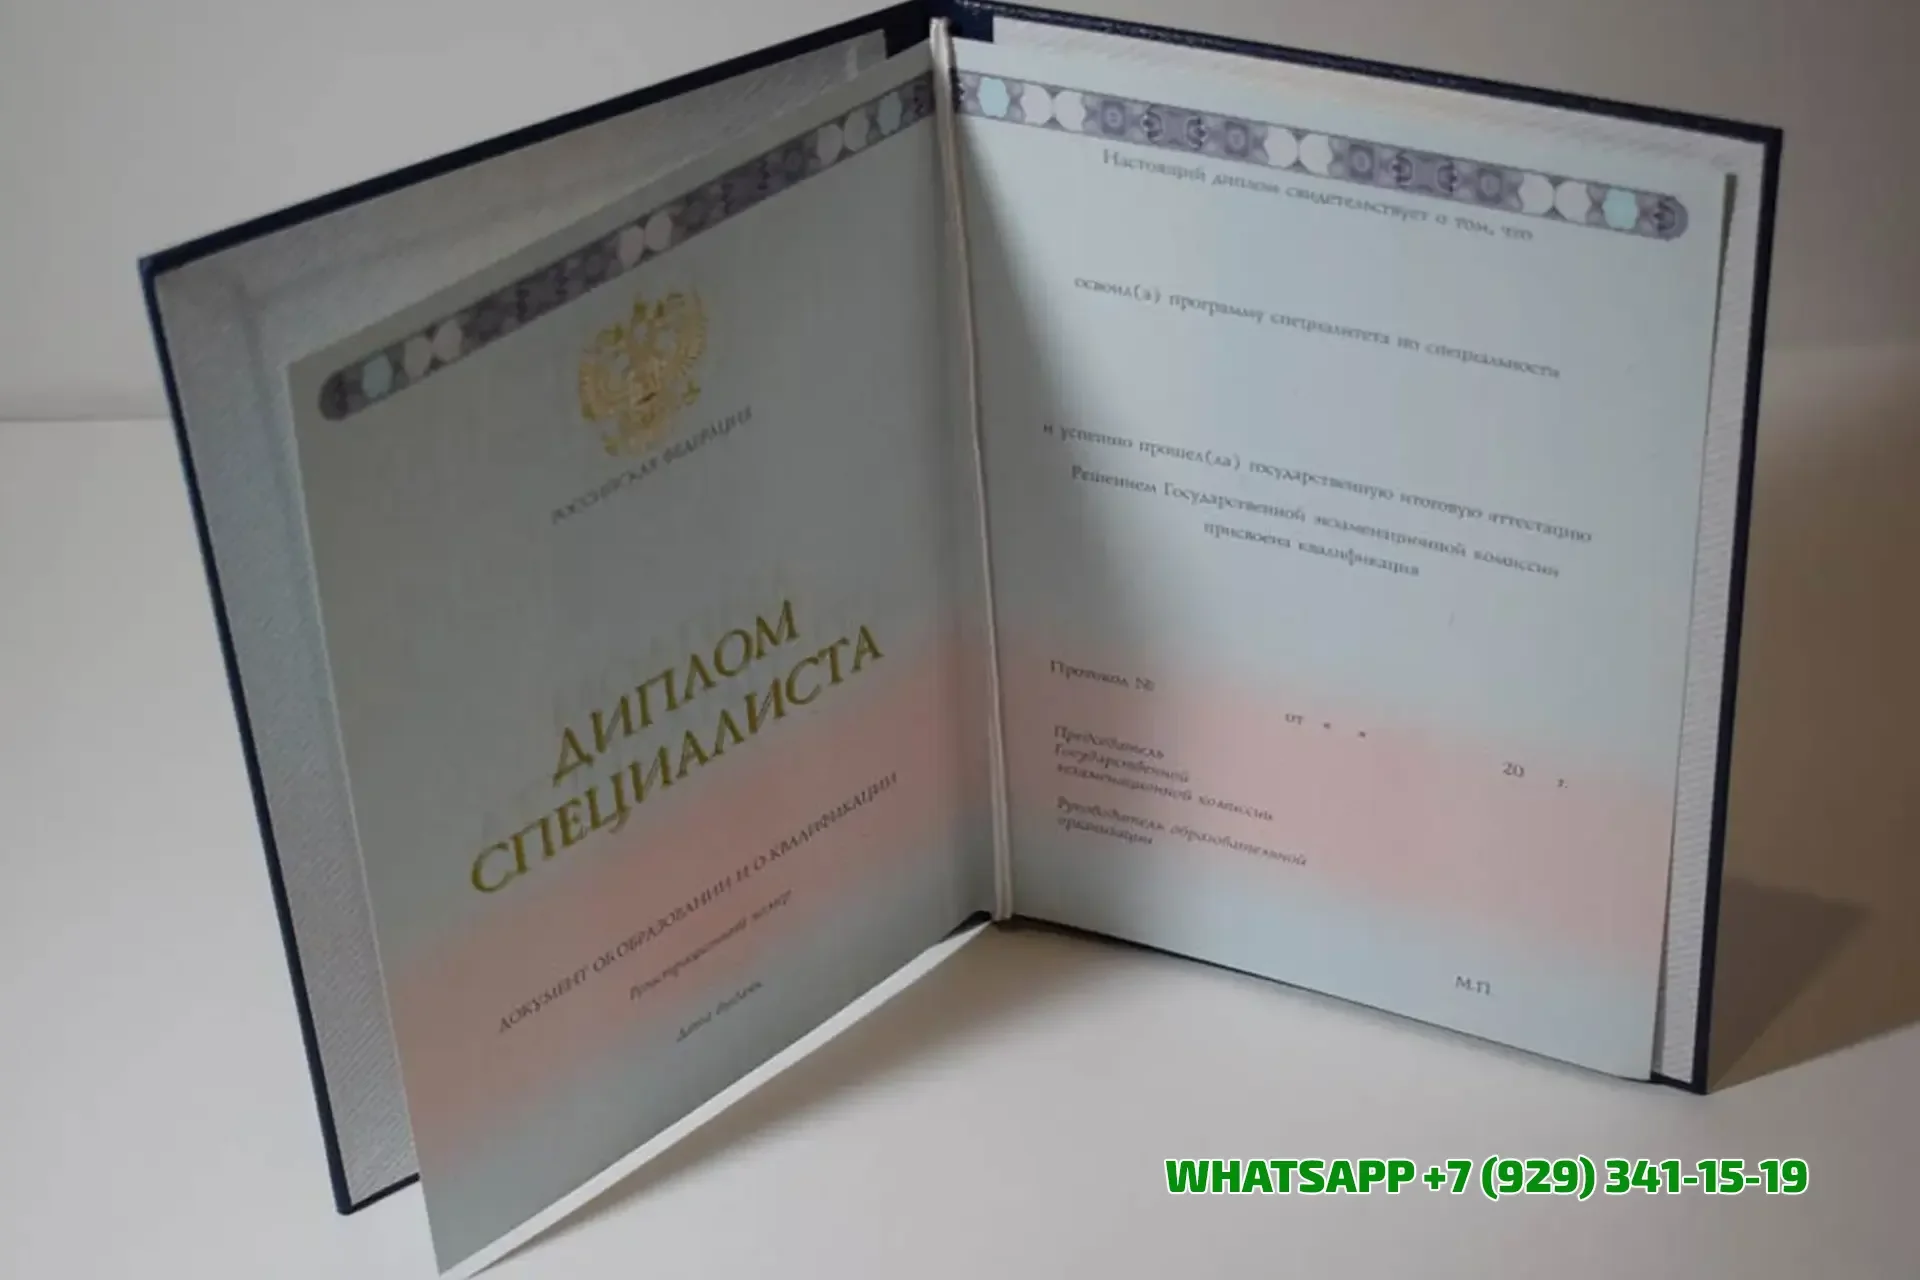 РОССИЙСКАЯ ФЕДЕРАЦИЯ
ДИПЛОМ
СПЕЦИАЛИСТА
ДОКУМЕНТ ОБ ОБРАЗОВАНИИ И О КВАЛИФИКАЦИИ
Регистрационный номер
Дата выдачи
Настоящий диплом свидетельствует о том, что
освоил(а) программу специалитета по специальности
и успешно прошел(ла) государственную итоговую аттестацию
Решением Государственной экзаменационной комиссии
присвоена квалификация
Протокол №
от « » 20 г.
Председатель
Государственной
экзаменационной комиссии
Руководитель образовательной
организации
М.П.
WHATSAPP +7 (929) 341-15-19